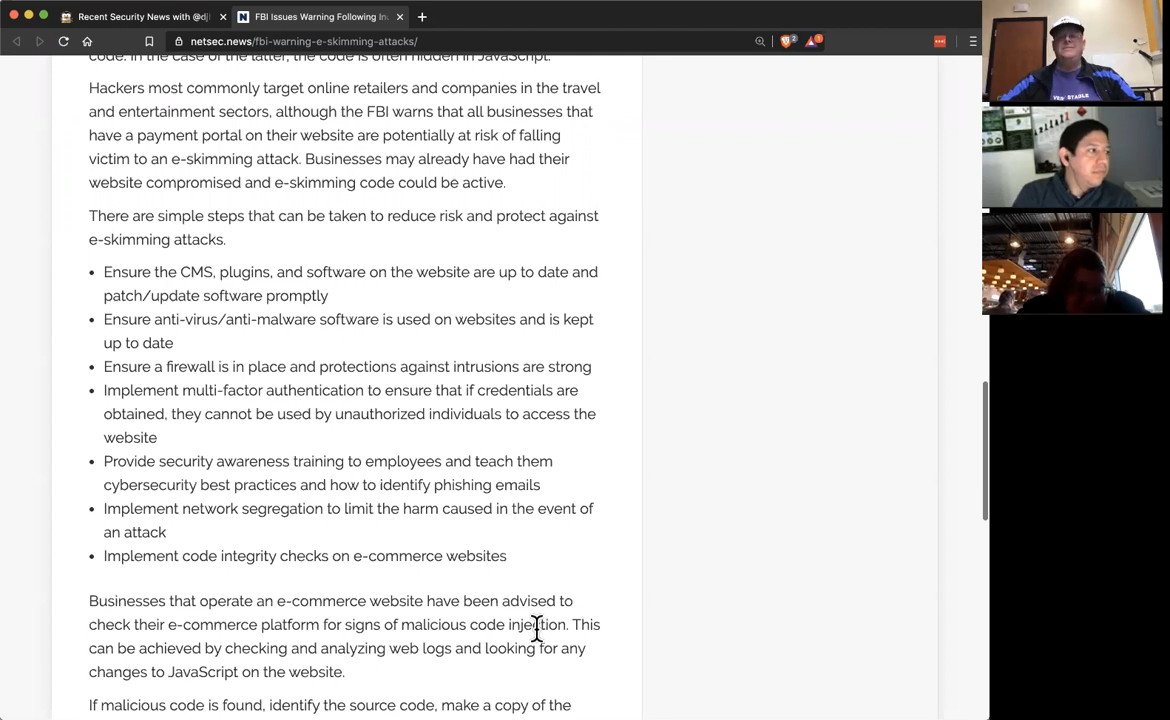 Recent Security News with @dj
FBI Issues Warning Following In
netsec.news/fbi-warning-e-skimming-attacks/
2
1
code. In the case of the latter, the code is often hidden in JavaScript.
Hackers most commonly target online retailers and companies in the travel
and entertainment sectors, although the FBI warns that all businesses that
have a payment portal on their website are potentially at risk of falling
victim to an e-skimming attack. Businesses may already have had their
website compromised and e-skimming code could be active.
There are simple steps that can be taken to reduce risk and protect against
e-skimming attacks.
• Ensure the CMS, plugins, and software on the website are up to date and
patch/update software promptly
• Ensure anti-virus/anti-malware software is used on websites and is kept
up to date
• Ensure a firewall is in place and protections against intrusions are strong
• Implement multi-factor authentication to ensure that if credentials are
obtained, they cannot be used by unauthorized individuals to access the
website
• Provide security awareness training to employees and teach them
cybersecurity best practices and how to identify phishing emails
• Implement network segregation to limit the harm caused in the event of
an attack
• Implement code integrity checks on e-commerce websites
Businesses that operate an e-commerce website have been advised to
check their e-commerce platform for signs of malicious code injection. This
can be achieved by checking and analyzing web logs and looking for any
changes to JavaScript on the website.
If malicious code is found, identify the source code, make a copy of the